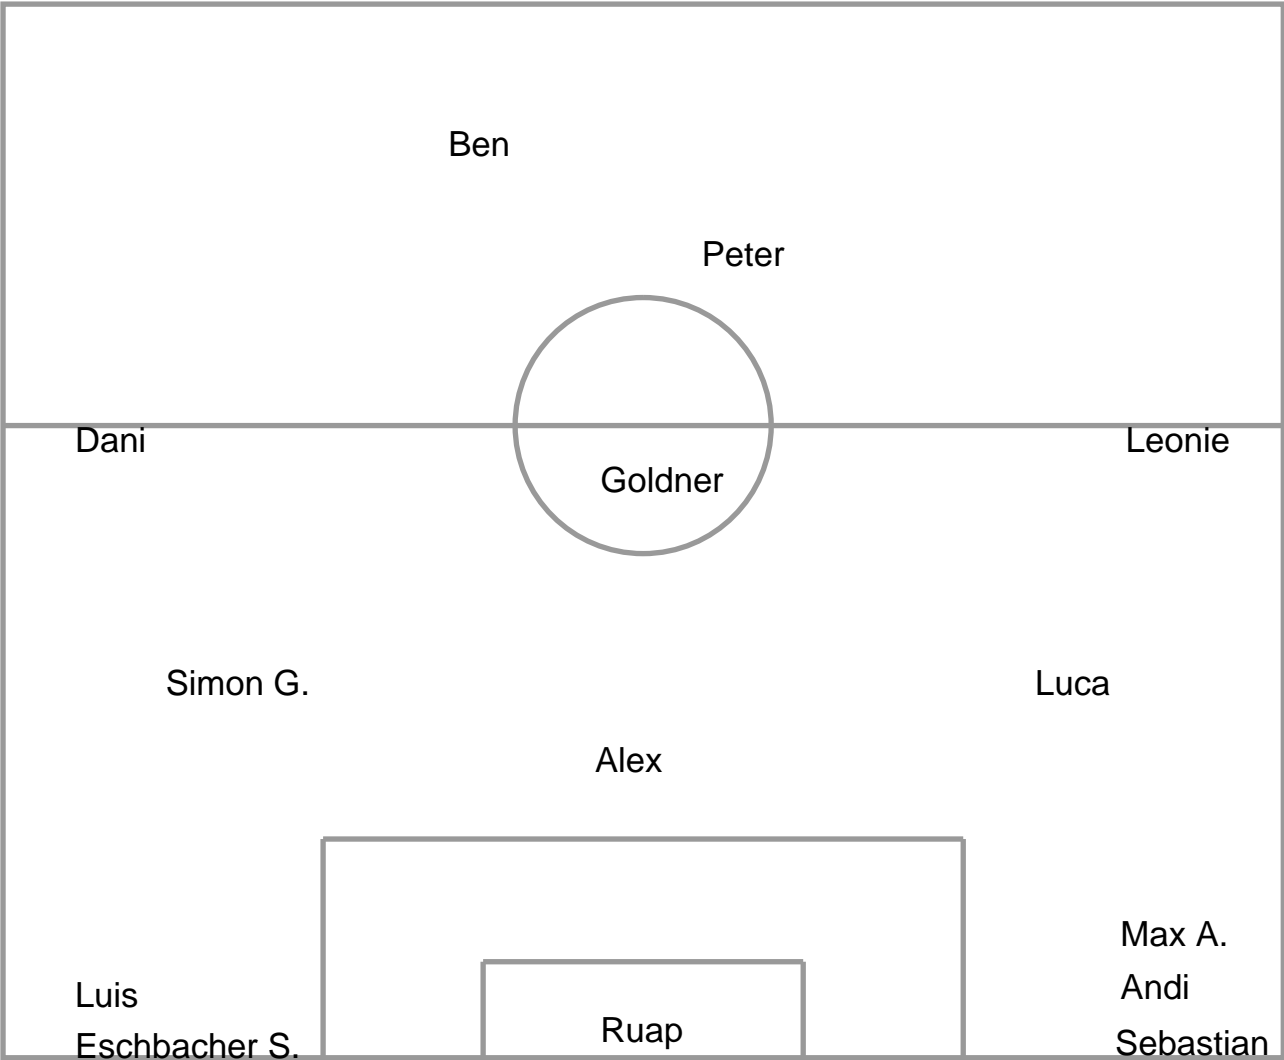 Ben
Peter
Dani
Leonie
Goldner
Simon G.
Luca
Alex
Max A.
Luis
Andi
Ruap
Eschbacher S.
Sebastian